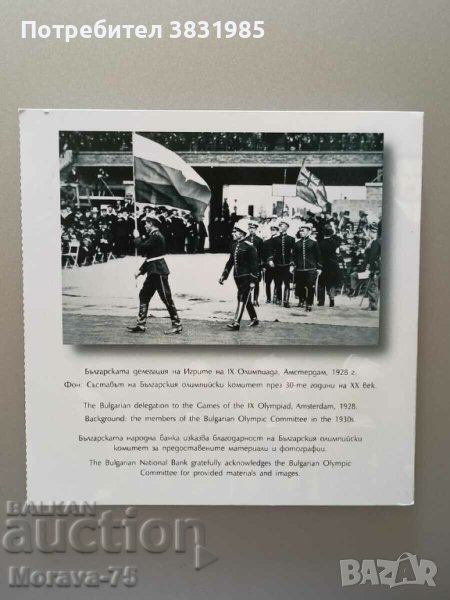 Потребител 3831985
Българската делегация на Игрите на IX Олимпиада, Амстердам, 1928 г.
Фон: Съставът на Българския олимпийски комитет през 30-те години на XX век.
The Bulgarian delegation to the Games of the IX Olympiad, Amsterdam, 1928.
Background: the members of the Bulgarian Olympic Committee in the 1930s.
Българската народна банка изказва благодарност на Българския олимпийски
комитет за предоставените материали и фотографии.
The Bulgarian National Bank gratefully acknowledges the Bulgarian Olympic
Committee for provided materials and images.
BALKAN
auction
Morava-75
BAZAR